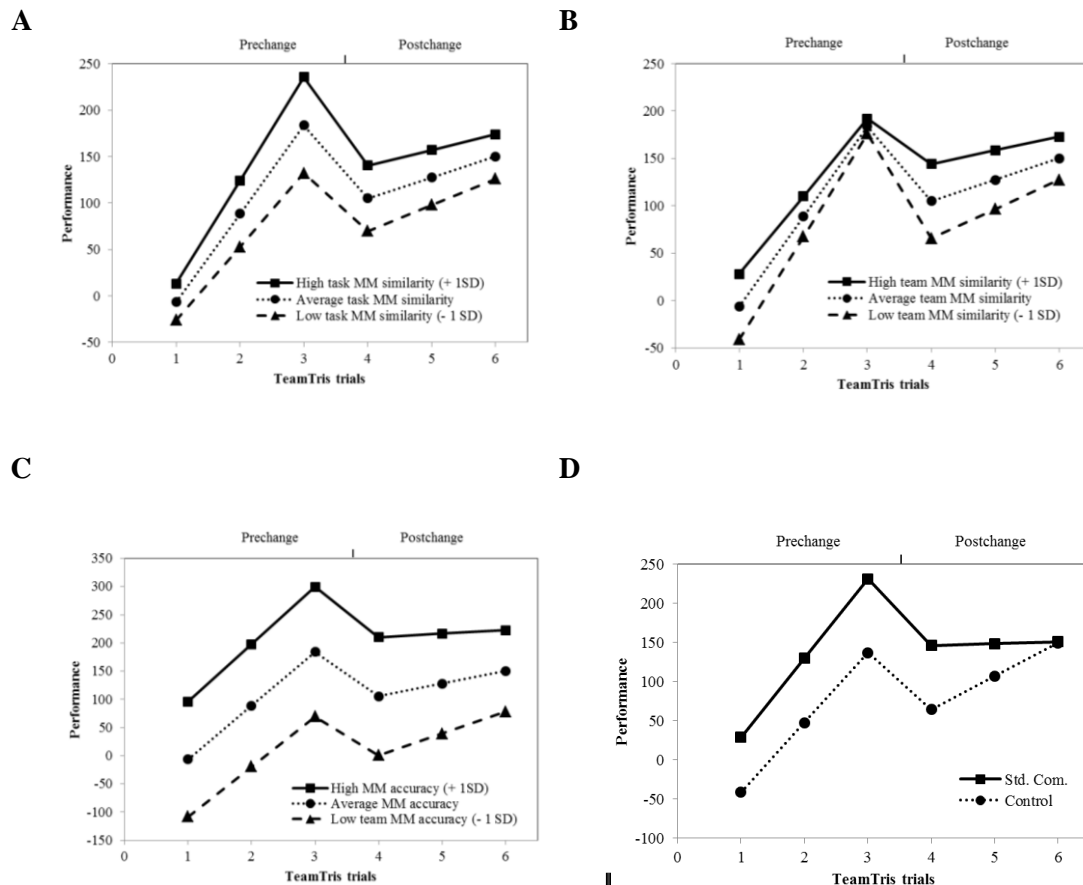 A
Prechange Postchange
250
200
150
100
50
0
-50
Performance
High task MM similarity (+ 1SD)
Average task MM similarity
Low task MM similarity (- 1 SD)
0 1 2 3 4 5 6
TeamTris trials
B
Prechange Postchange
250
200
150
100
50
0
-50
Performance
High team MM similarity (+ 1SD)
Average team MM similarity
Low team MM similarity (- 1 SD)
0 1 2 3 4 5 6
TeamTris trials
C
Prechange Postchange
350
300
250
200
150
100
50
0
-50
-100
-150
Performance
High MM accuracy (+ 1SD)
Average MM accuracy
Low team MM accuracy (- 1 SD)
0 1 2 3 4 5 6
TeamTris trials
D
Prechange Postchange
250
200
150
100
50
0
-50
-100
Performance
Std. Com.
Control
0 1 2 3 4 5 6
TeamTris trials